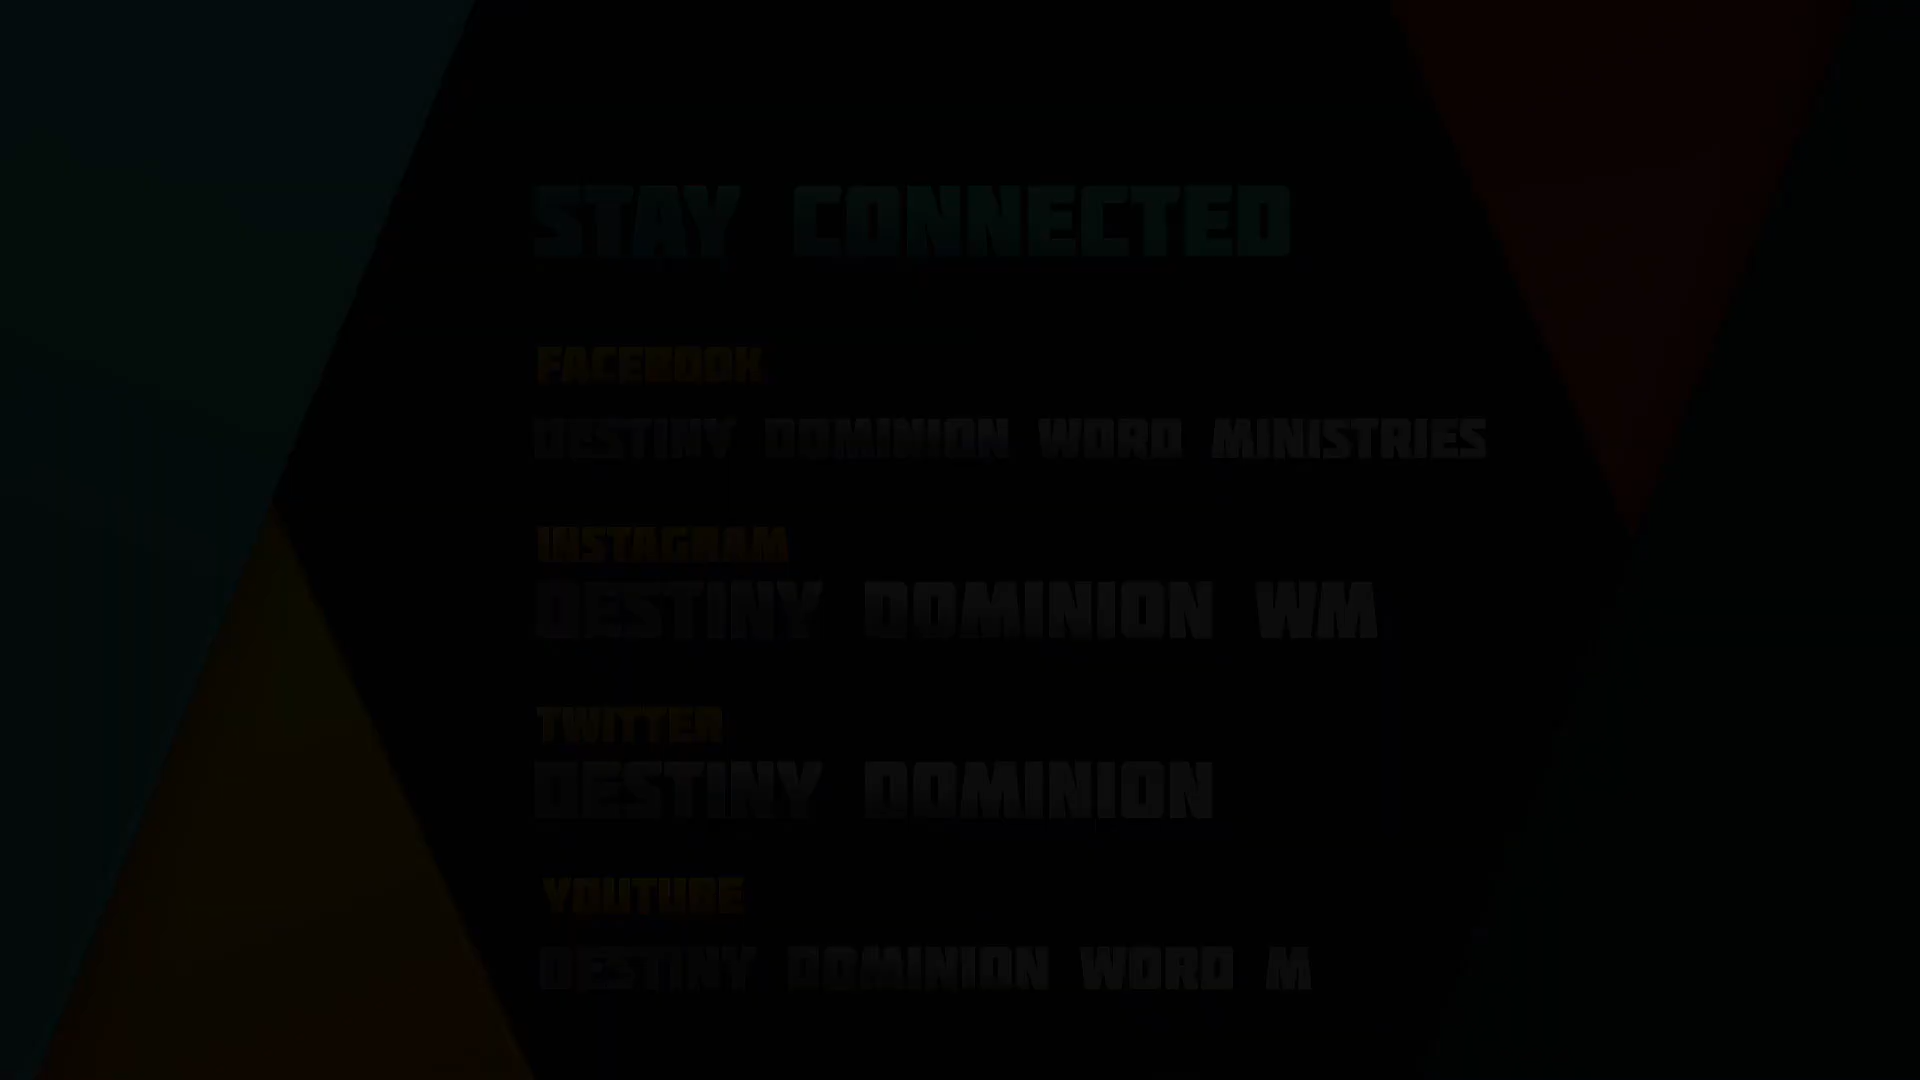 STAY CONNECTED
FACEBOOK
DESTINY DOMINION WORD MINISTRIES
INSTAGRAM
DESTINY DOMINION WM
TWITTER
DESTINY DOMINION
YOUTUBE
DESTINY DOMINION WORD M